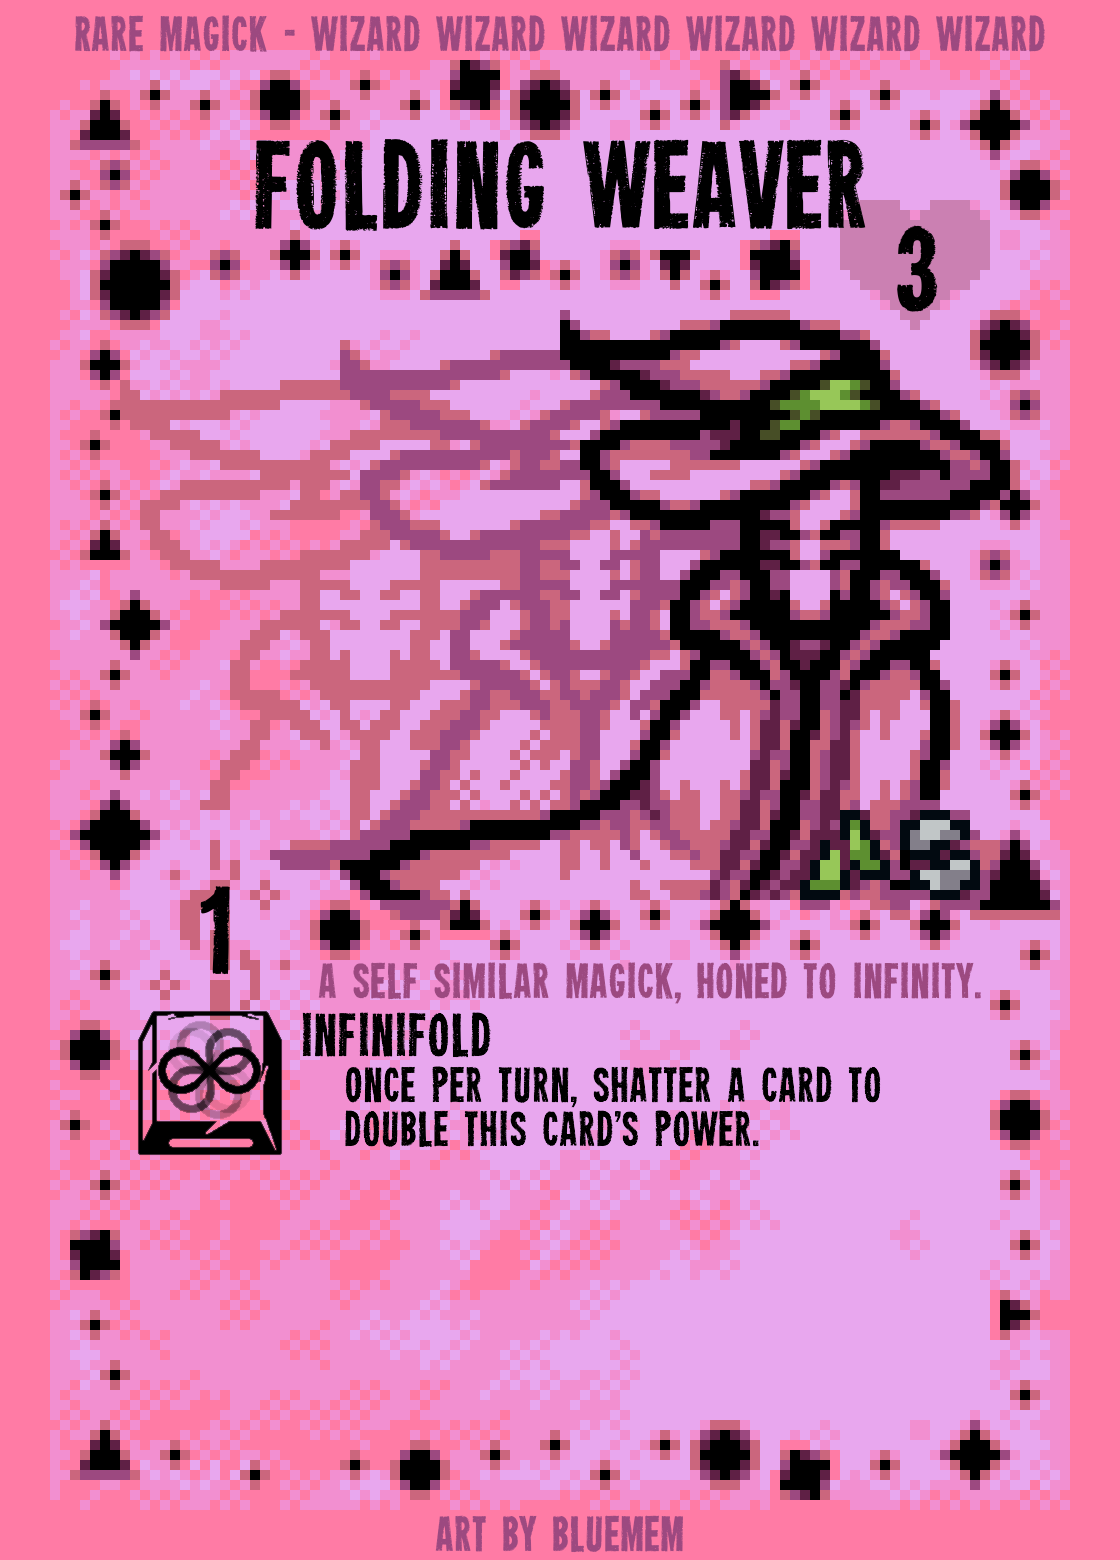 RARE MAGICK - WIZARD WIZARD WIZARD WIZARD WIZARD WIZARD
FOLDING WEAVER
3
1
A SELF SIMILAR MAGICK, HONED TO INFINITY.
INFINIFOLD
ONCE PER TURN, SHATTER A CARD TO
DOUBLE THIS CARD'S POWER.
ART BY BLUEMEM